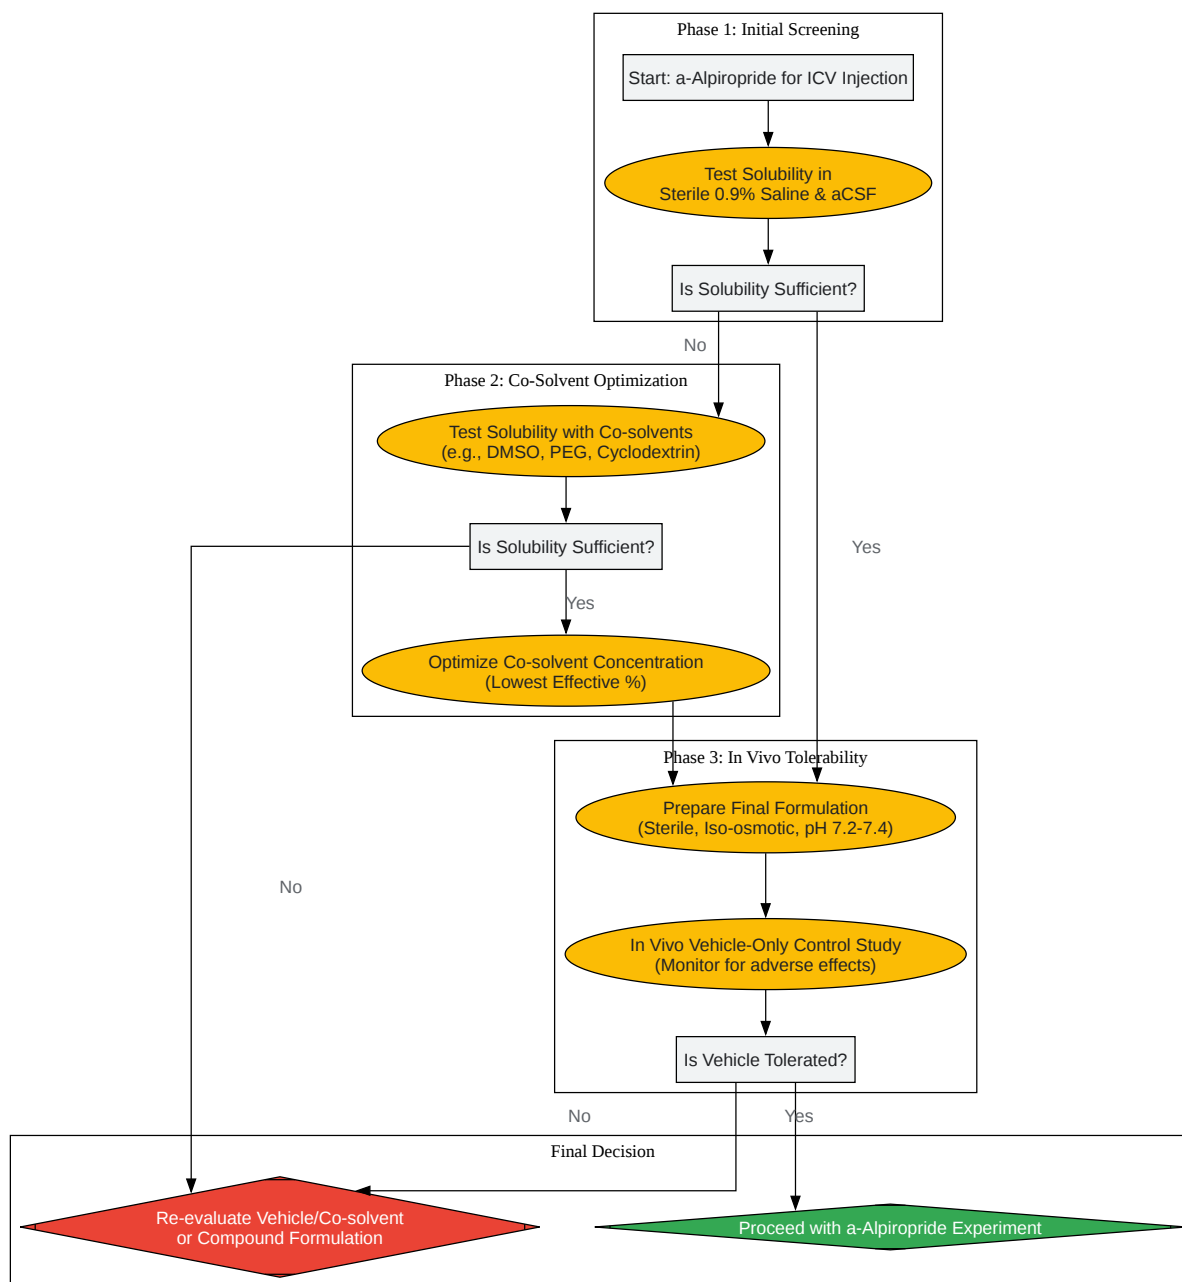 Phase 1: Initial Screening
Start: a-Alpiropride for ICV Injection
Test Solubility in
Sterile 0.9% Saline & aCSF
Is Solubility Sufficient?
No
Phase 2: Co-Solvent Optimization
Test Solubility with Co-solvents
(e.g., DMSO, PEG, Cyclodextrin)
Is Solubility Sufficient?
Yes
Yes
Optimize Co-solvent Concentration
(Lowest Effective %)
Phase 3: In Vivo Tolerability
Prepare Final Formulation
(Sterile, Iso-osmotic, pH 7.2-7.4)
No
In Vivo Vehicle-Only Control Study
(Monitor for adverse effects)
Is Vehicle Tolerated?
No
Yes
Final Decision
Re-evaluate Vehicle/Co-solvent
or Compound Formulation
Proceed with a-Alpiropride Experiment